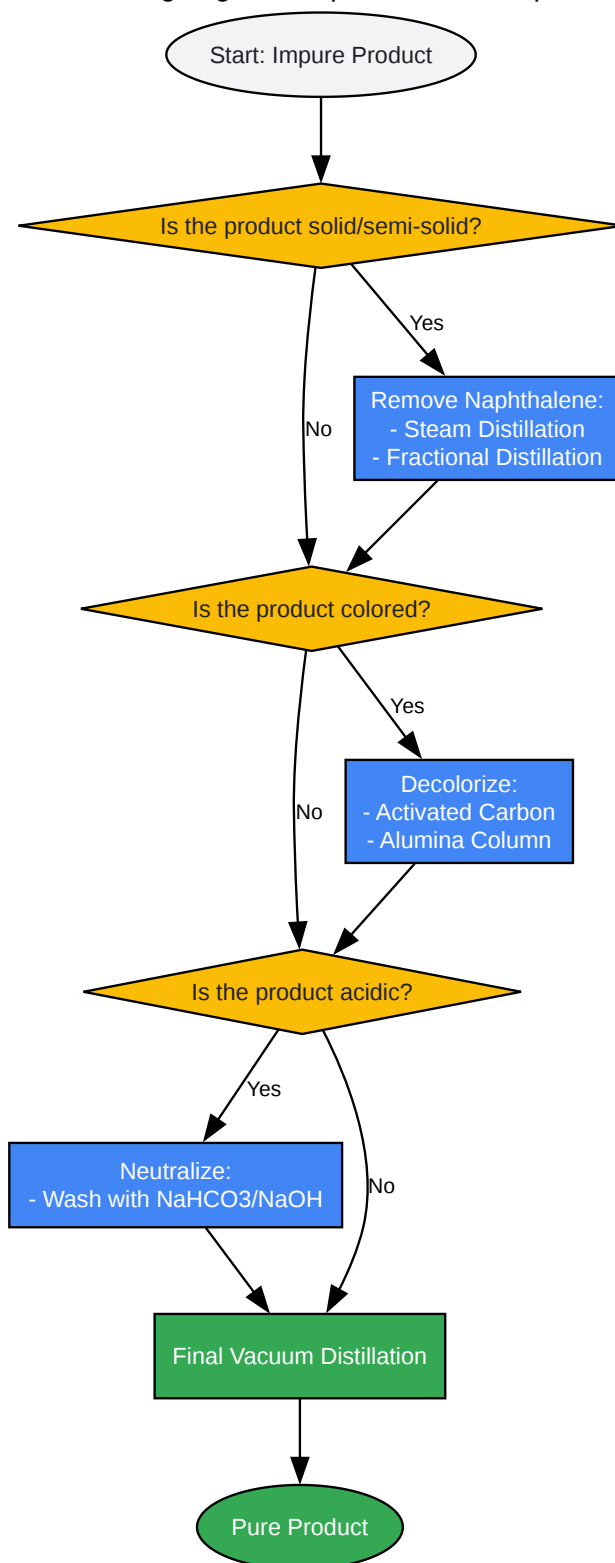 Start: Impure Product
Is the product solid/semi-solid?
Yes
Remove Naphthalene:
- Steam Distillation
- Fractional Distillation
No
Is the product colored?
Yes
Decolorize:
- Activated Carbon
- Alumina Column
No
Is the product acidic?
Yes
Neutralize:
- Wash with NaHCO3/NaOH
No
Final Vacuum Distillation
Pure Product